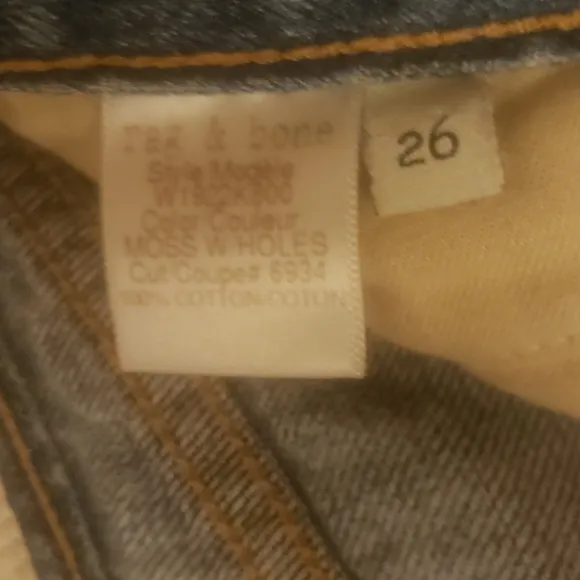 rag & bone
26
Style Modèle
Color Couleur
MOSS W HOLES
Cut/Coupe# 6934
100% COTTON/COTON